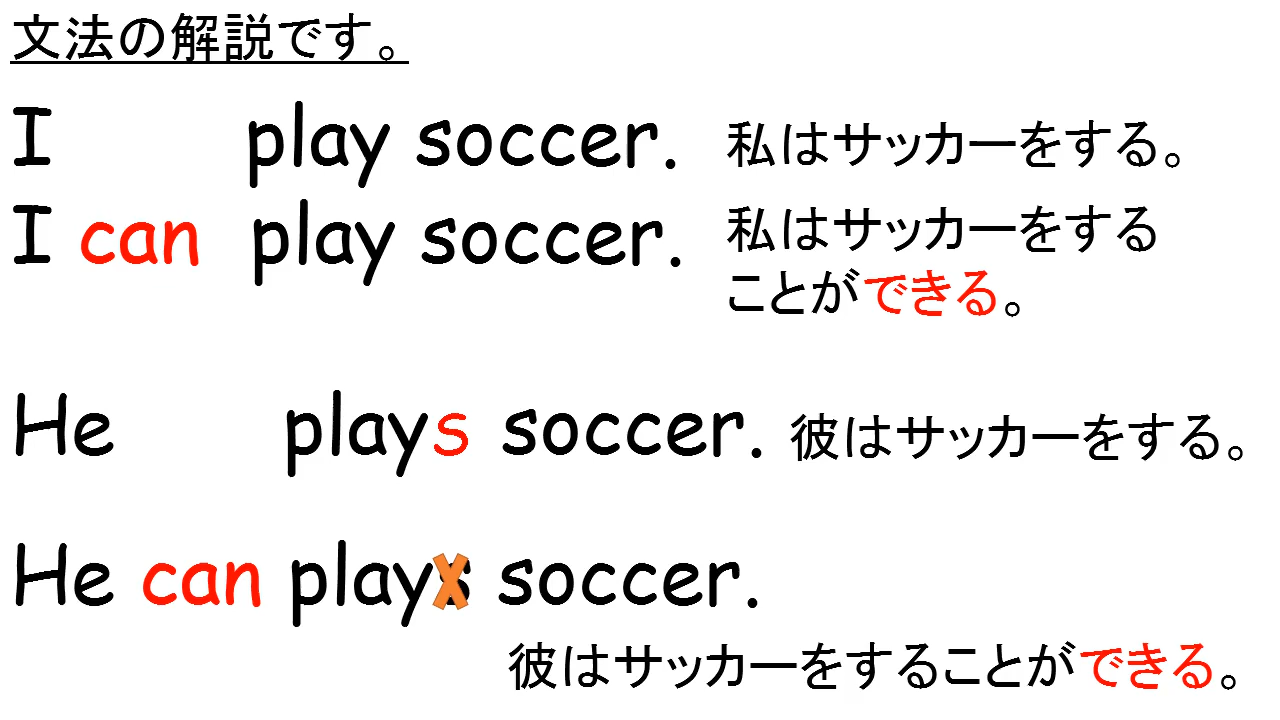 文法の解説です。
I play soccer. 私はサッカーをする。
I can play soccer. 私はサッカーをする
ことができる。
He plays soccer. 彼はサッカーをする。
He can plays soccer.
彼はサッカーをすることができる。